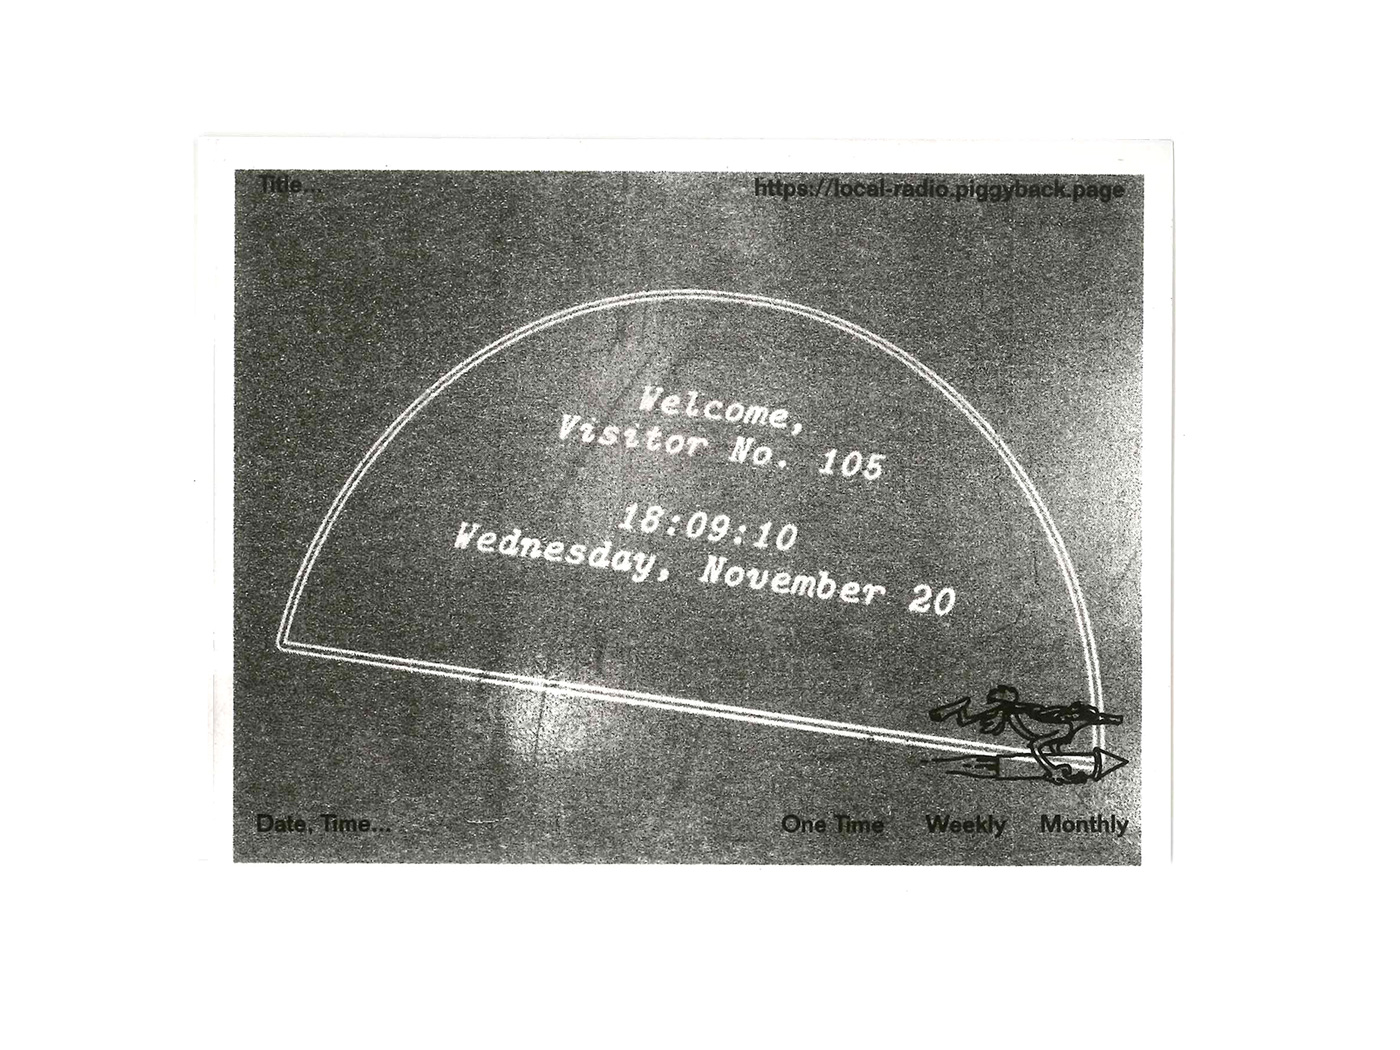 Title...
https://local-radio.piggyback.page
Welcome,
Visitor No. 105
18:09:10
Wednesday, November 20
Date, Time...
One Time Weekly Monthly